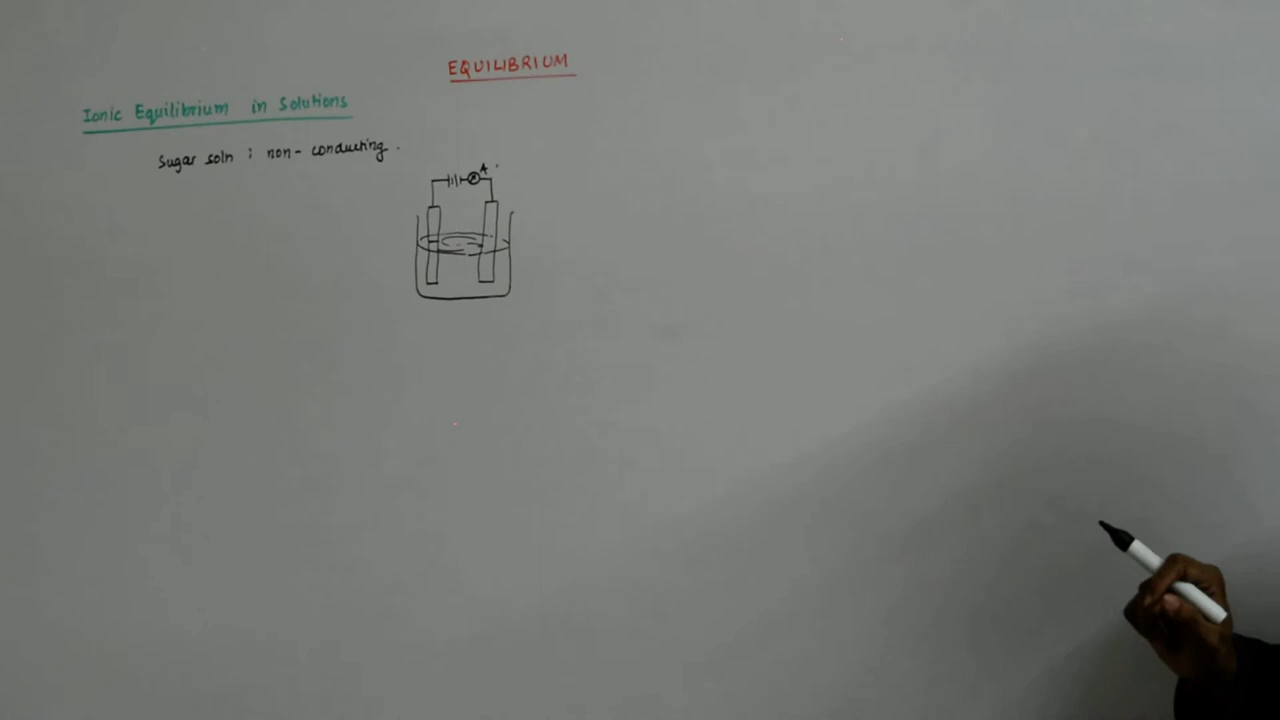 EQUILIBRIUM
Ionic Equilibrium in Solutions
Sugar soln : non-conducting.
A